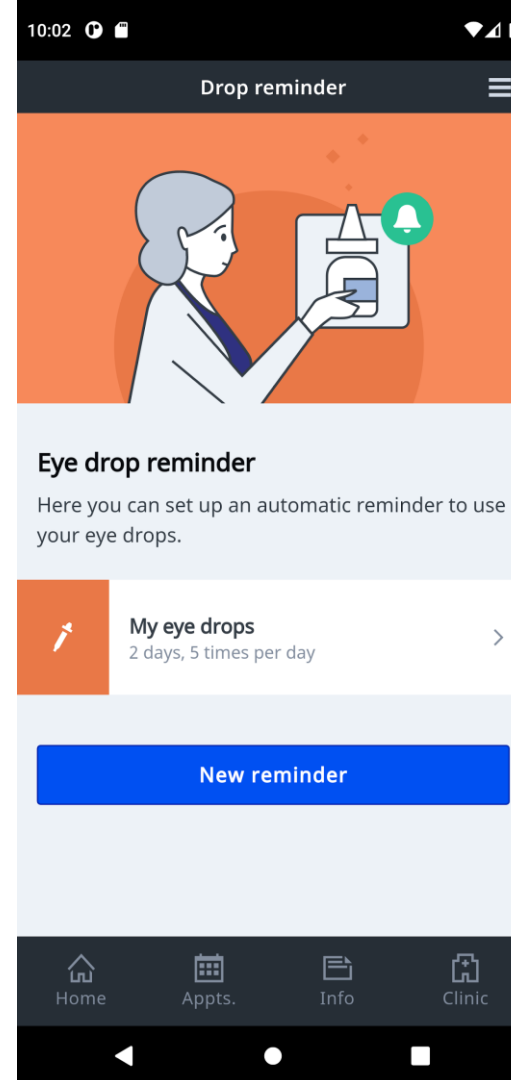 10:02
Drop reminder
Eye drop reminder
Here you can set up an automatic reminder to use
your eye drops.
My eye drops
2 days, 5 times per day
New reminder
Home
Appts.
Info
Clinic